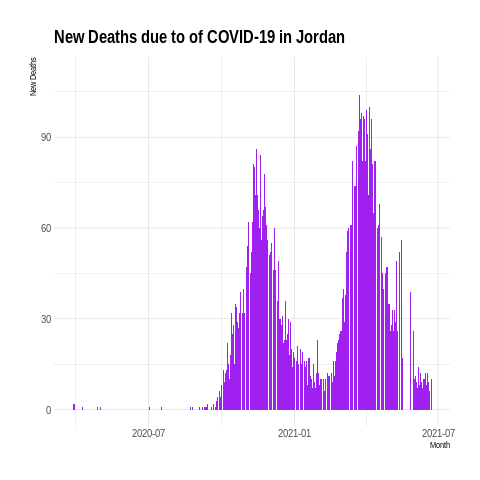 New Deaths due to of COVID-19 in Jordan
New Deaths
90
60
30
0
2020-07
2021-01
2021-07
Month